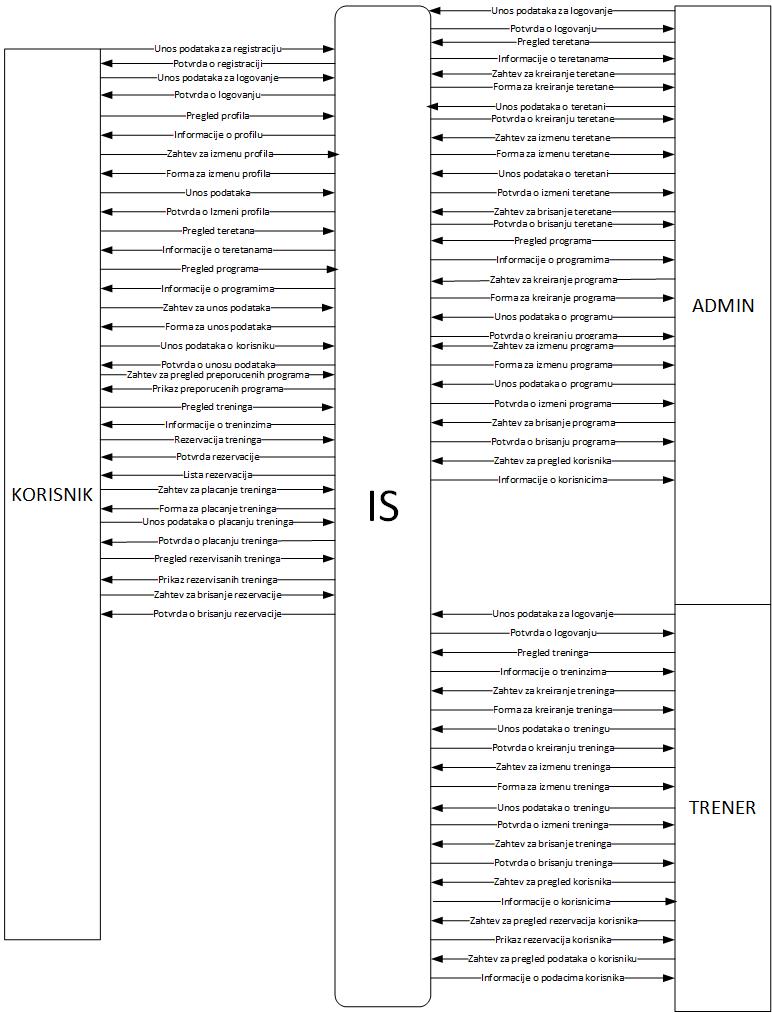 KORISNIK
Unos podataka za registraciju
Potvrda o registraciji
Unos podataka za logovanje
Potvrda o logovanju
Pregled profila
Informacije o profilu
Zahtev za izmenu profila
Forma za izmenu profila
Unos podataka
Potvrda o Izmeni profila
Pregled teretana
Informacije o teretanama
Pregled programa
Informacije o programima
Zahtev za unos podataka
Forma za unos podataka
Unos podataka o korisniku
Potvrda o unosu podataka
Zahtev za pregled preporucenih programa
Prikaz preporucenih programa
Pregled treninga
Informacije o treninzima
Rezervacija treninga
Potvrda rezervacije
Lista rezervacija
Zahtev za placanje treninga
Forma za placanje treninga
Unos podataka o placanju treninga
Potvrda o placanju treninga
Pregled rezervisanih treninga
Prikaz rezervisanih treninga
Zahtev za brisanje rezervacije
Potvrda o brisanju rezervacije
IS
Unos podataka za logovanje
Potvrda o logovanju
Pregled teretana
Informacije o teretanama
Zahtev za kreiranje teretane
Forma za kreiranje teretane
Unos podataka o teretani
Potvrda o kreiranju teretane
Zahtev za izmenu teretane
Forma za izmenu teretane
Unos podataka o teretani
Potvrda o izmeni teretane
Zahtev za brisanje teretane
Potvrda o brisanju teretane
Pregled programa
Informacije o programima
Zahtev za kreiranje programa
Forma za kreiranje programa
Unos podataka o programu
Potvrda o kreiranju programa
Zahtev za izmenu programa
Forma za izmenu programa
Unos podataka o programu
Potvrda o izmeni programa
Zahtev za brisanje programa
Potvrda o brisanju programa
Zahtev za pregled korisnika
Informacije o korisnicima
ADMIN
Unos podataka za logovanje
Potvrda o logovanju
Pregled treninga
Informacije o treninzima
Zahtev za kreiranje treninga
Forma za kreiranje treninga
Unos podataka o treningu
Potvrda o kreiranju treninga
Zahtev za izmenu treninga
Forma za izmenu treninga
Unos podataka o treningu
Potvrda o izmeni treninga
Zahtev za brisanje treninga
Potvrda o brisanju treninga
Zahtev za pregled korisnika
Informacije o korisnicima
Zahtev za pregled rezervacija korisnika
Prikaz rezervacija korisnika
Zahtev za pregled podataka o korisniku
Informacije o podacima korisnika
TRENER